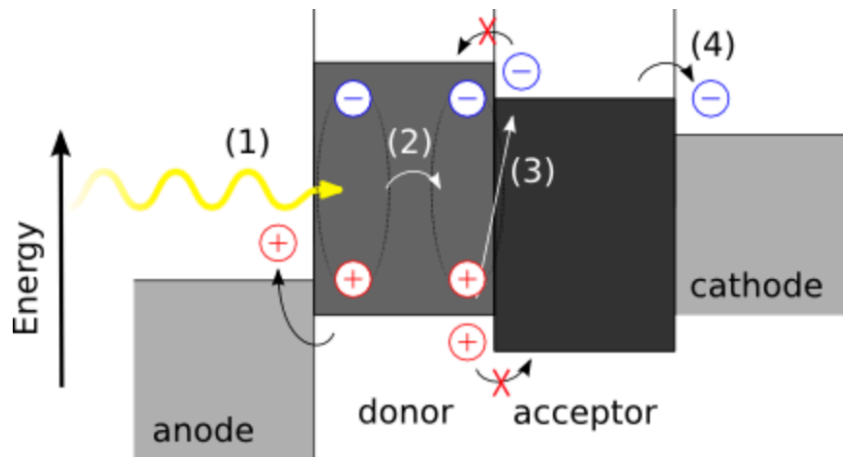 (4)
(1)
(2)
(3)
Energy
cathode
donor
acceptor
anode